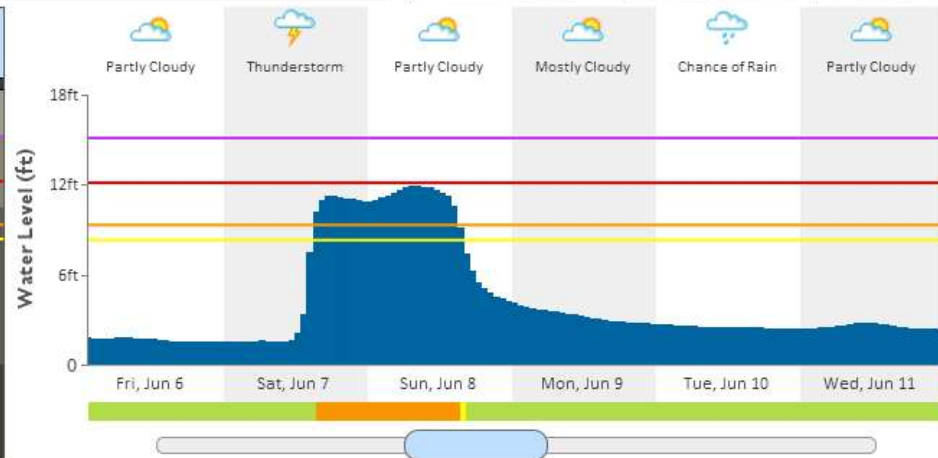 Partly Cloudy Thunderstorm Partly Cloudy Mostly Cloudy Chance of Rain Partly Cloudy
18ft
12ft
6ft
0
Water Level (ft)
Fri, Jun 6 Sat, Jun 7 Sun, Jun 8 Mon, Jun 9 Tue, Jun 10 Wed, Jun 11